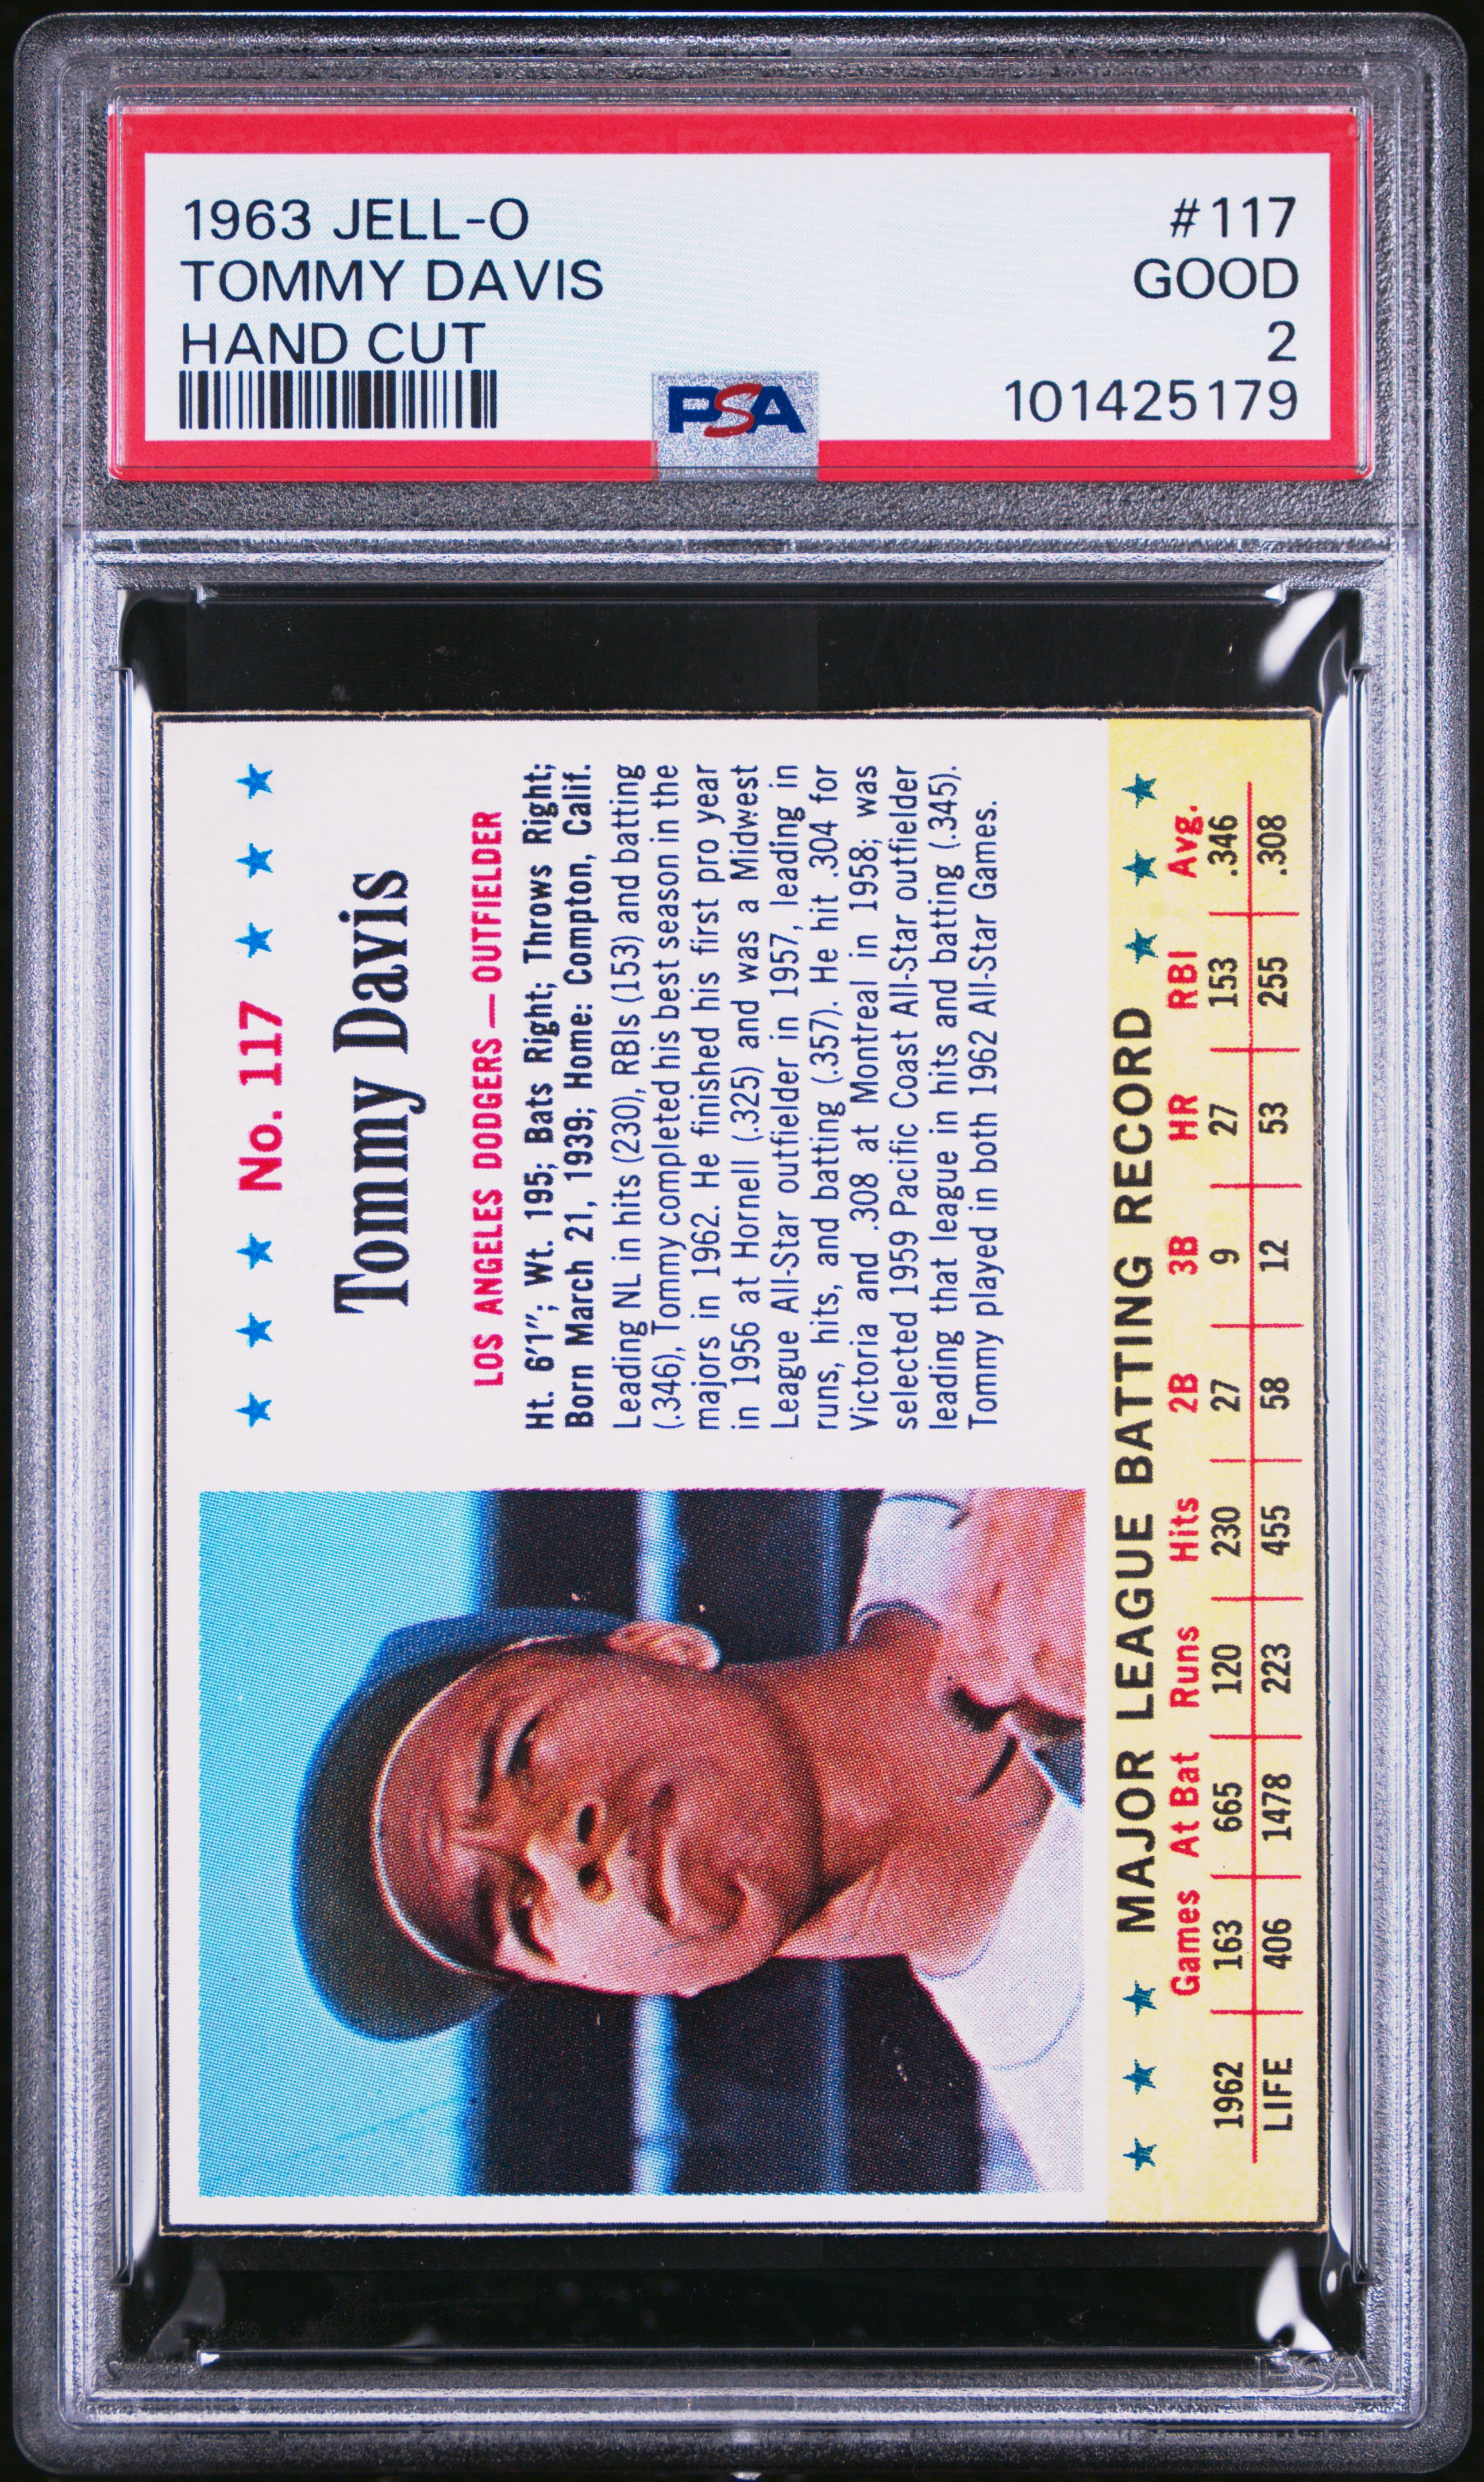 1963 JELL-O #117
TOMMY DAVIS GOOD
HAND CUT 2
PSA 101425179
★ ★ ★ No. 117 ★ ★ ★
Tommy Davis
LOS ANGELES DODGERS — OUTFIELDER
Ht. 6'1"; Wt. 195; Bats Right; Throws Right;
Born March 21, 1939; Home: Compton, Calif.
Leading NL in hits (230), RBIs (153) and batting
(.346), Tommy completed his best season in the
majors in 1962. He finished his first pro year
in 1956 at Hornell (.325) and was a Midwest
League All-Star outfielder in 1957, leading in
runs, hits, and batting (.357). He hit .304 for
Victoria and .308 at Montreal in 1958; was
selected 1959 Pacific Coast All-Star outfielder
leading that league in hits and batting (.345).
Tommy played in both 1962 All-Star Games.
★ ★ ★ MAJOR LEAGUE BATTING RECORD ★ ★ ★
Games At Bat Runs Hits 2B 3B HR RBI Avg.
1962 163 665 120 230 27 9 27 153 .346
LIFE 406 1478 223 455 58 12 53 255 .308
PSA